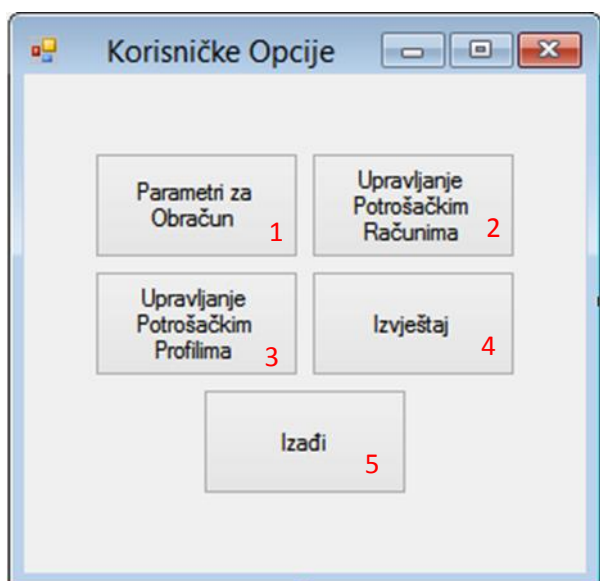 Korisničke Opcije
Parametri za
Obračun
1
Upravljanje
Potrošačkim
Računima
2
Upravljanje
Potrošačkim
Profilima
3
Izvještaj
4
Izađi
5